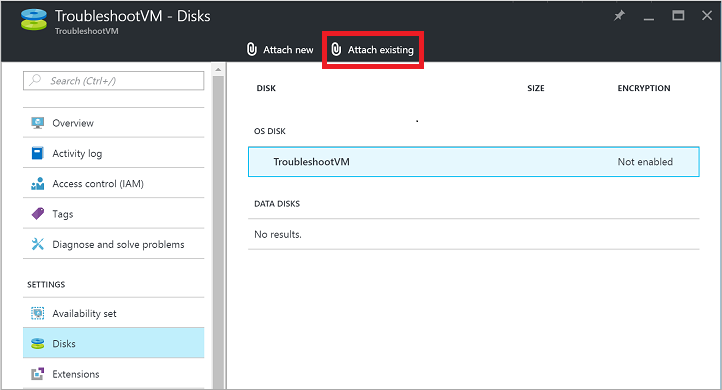 TroubleshootVM - Disks
TroubleshootVM
Attach new
Attach existing
Search (Ctrl+/)
Overview
Activity log
Access control (IAM)
Tags
Diagnose and solve problems
SETTINGS
Availability set
Disks
Extensions
DISK SIZE ENCRYPTION
OS DISK
TroubleshootVM Not enabled
DATA DISKS
No results.